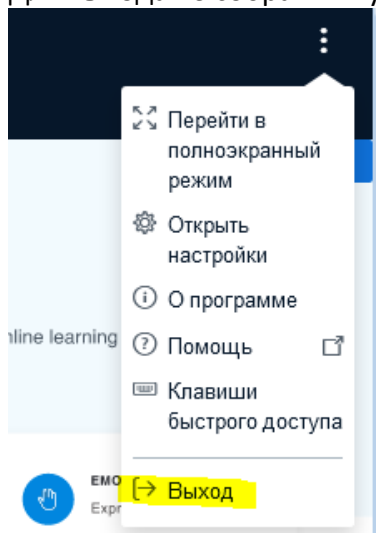 Перейти в
полноэкранный
режим
Открыть
настройки
О программе
nline learning
Помощь
Клавиши
быстрого доступа
EMO
Выход
Expr